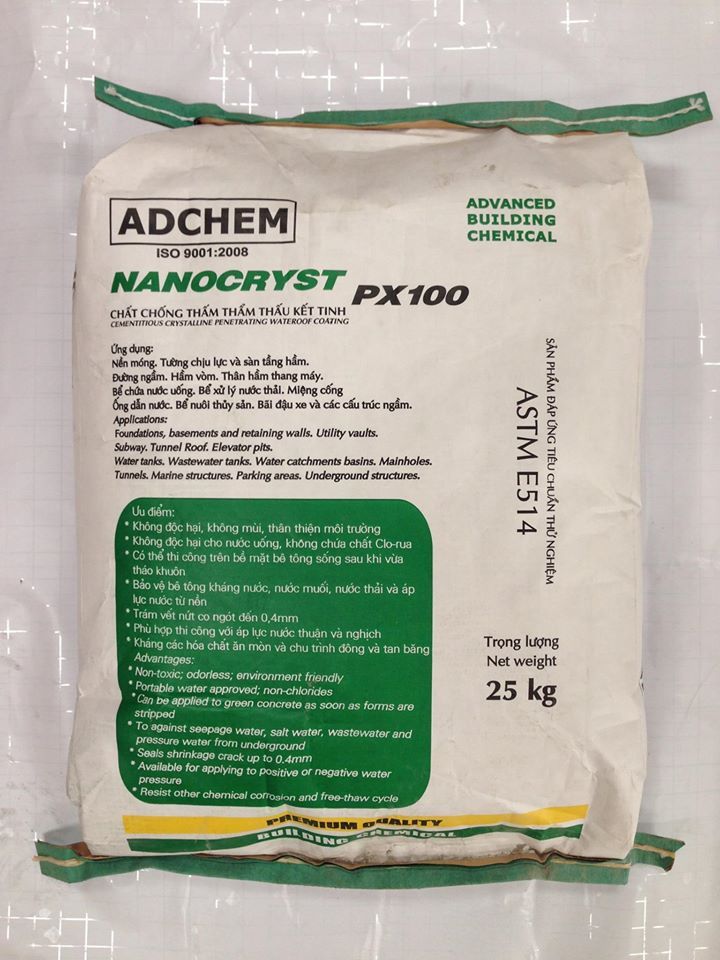 ADCHEM
ISO 9001:2008
ADVANCED
BUILDING
CHEMICAL
NANOCRYST PX100
CHẤT CHỐNG THẤM THẨM THẤU KẾT TINH
CEMENTITIOUS CRYSTALLINE PENETRATING WATEROOF COATING
Ứng dụng:
Nền móng. Tường chịu lực và sàn tầng hầm.
Đường ngầm. Hầm vòm. Thân hầm thang máy.
Bể chứa nước uống. Bể xử lý nước thải. Miệng cống
Ống dẫn nước. Bể nuôi thủy sản. Bãi đậu xe và các cấu trúc ngầm.
Applications:
Foundations, basements and retaining walls. Utility vaults.
Subway. Tunnel Roof. Elevator pits.
Water tanks. Wastewater tanks. Water catchments basins. Mainholes.
Tunnels. Marine structures. Parking areas. Underground structures.
SẢN PHẨM ĐÁP ỨNG TIÊU CHUẨN THỬ NGHIỆM
ASTM E514
Ưu điểm:
* Không độc hại, không mùi, thân thiện môi trường
* Không độc hại cho nước uống, không chứa chất Clo-rua
* Có thể thi công trên bề mặt bê tông sống sau khi vừa
tháo khuôn
* Bảo vệ bê tông kháng nước, nước muối, nước thải và áp
lực nước từ nền
* Trám vết nứt co ngót đến 0,4mm
* Phù hợp thi công với áp lực nước thuận và nghịch
* Kháng các hóa chất ăn mòn và chu trình đông và tan băng
Advantages:
* Non-toxic; odorless; environment friendly
* Portable water approved; non-chlorides
* Can be applied to green concrete as soon as forms are
stripped
* To against seepage water, salt water, wastewater and
pressure water from underground
* Seals shrinkage crack up to 0.4mm
* Available for applying to positive or negative water
pressure
* Resist other chemical corrosion and free-thaw cycle
Trọng lượng
Net weight
25 kg
PREMIUM QUALITY
BUILDING CHEMICAL